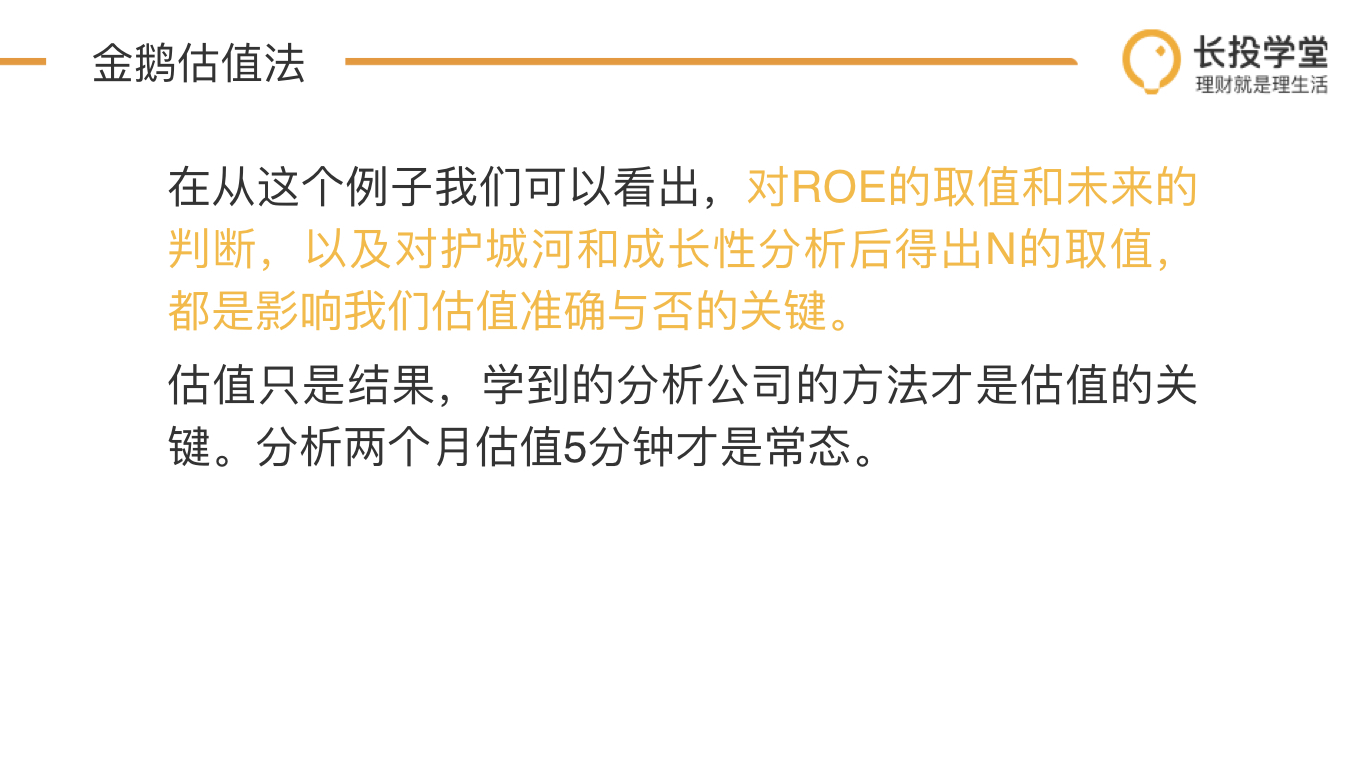 金鹅估值法
长投学堂
理财就是理生活
在从这个例子我们可以看出，对ROE的取值和未来的
判断，以及对护城河和成长性分析后得出N的取值，
都是影响我们估值准确与否的关键。
估值只是结果，学到的分析公司的方法才是估值的关
键。分析两个月估值5分钟才是常态。